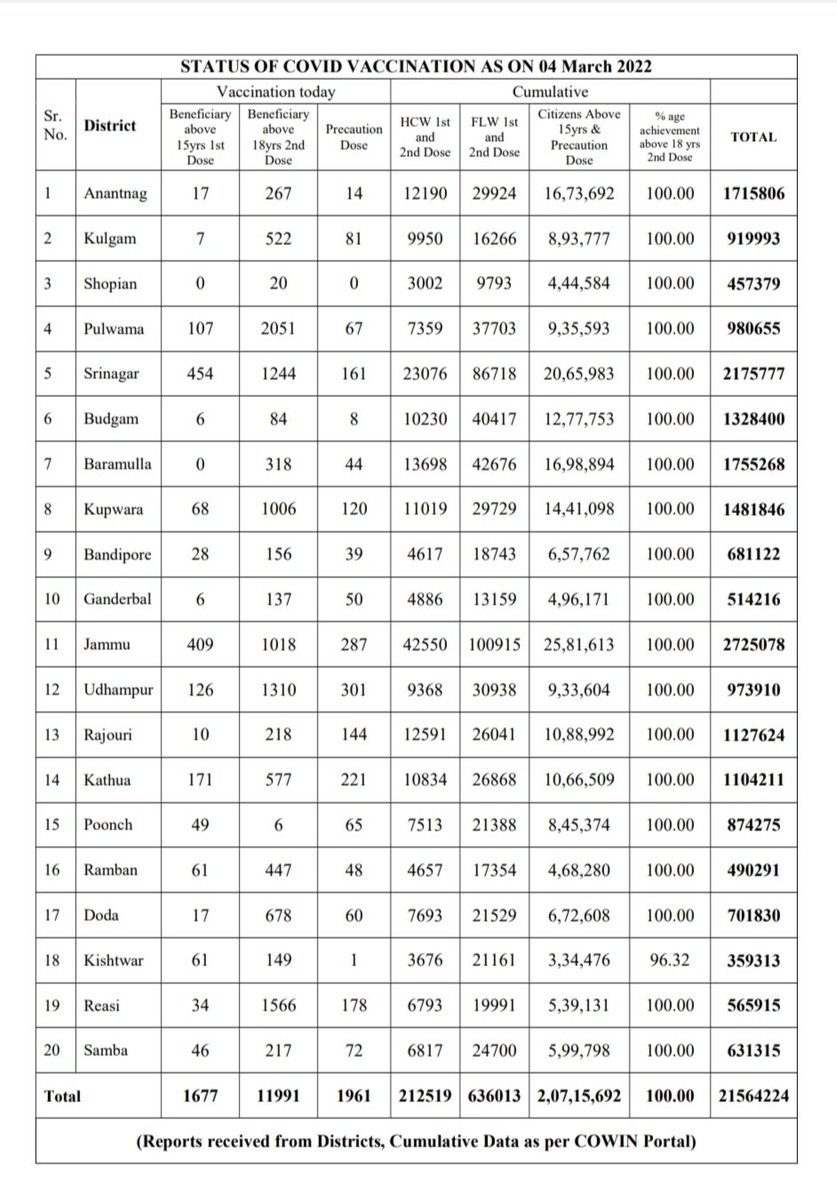 STATUS OF COVID VACCINATION AS ON 04 March 2022
Sr. No. District Vaccination today Cumulative
Beneficiary above 15yrs 1st Dose Beneficiary above 18yrs 2nd Dose Precaution Dose HCW 1st and 2nd Dose FLW 1st and 2nd Dose Citizens Above 15yrs & Precaution Dose % age achievement above 18 yrs 2nd Dose TOTAL
1 Anantnag 17 267 14 12190 29924 16,73,692 100.00 1715806
2 Kulgam 7 522 81 9950 16266 8,93,777 100.00 919993
3 Shopian 0 20 0 3002 9793 4,44,584 100.00 457379
4 Pulwama 107 2051 67 7359 37703 9,35,593 100.00 980655
5 Srinagar 454 1244 161 23076 86718 20,65,983 100.00 2175777
6 Budgam 6 84 8 10230 40417 12,77,753 100.00 1328400
7 Baramulla 0 318 44 13698 42676 16,98,894 100.00 1755268
8 Kupwara 68 1006 120 11019 29729 14,41,098 100.00 1481846
9 Bandipore 28 156 39 4617 18743 6,57,762 100.00 681122
10 Ganderbal 6 137 50 4886 13159 4,96,171 100.00 514216
11 Jammu 409 1018 287 42550 100915 25,81,613 100.00 2725078
12 Udhampur 126 1310 301 9368 30938 9,33,604 100.00 973910
13 Rajouri 10 218 144 12591 26041 10,88,992 100.00 1127624
14 Kathua 171 577 221 10834 26868 10,66,509 100.00 1104211
15 Poonch 49 6 65 7513 21388 8,45,374 100.00 874275
16 Ramban 61 447 48 4657 17354 4,68,280 100.00 490291
17 Doda 17 678 60 7693 21529 6,72,608 100.00 701830
18 Kishtwar 61 149 1 3676 21161 3,34,476 96.32 359313
19 Reasi 34 1566 178 6793 19991 5,39,131 100.00 565915
20 Samba 46 217 72 6817 24700 5,99,798 100.00 631315
Total 1677 11991 1961 212519 636013 2,07,15,692 100.00 21564224
(Reports received from Districts, Cumulative Data as per COWIN Portal)